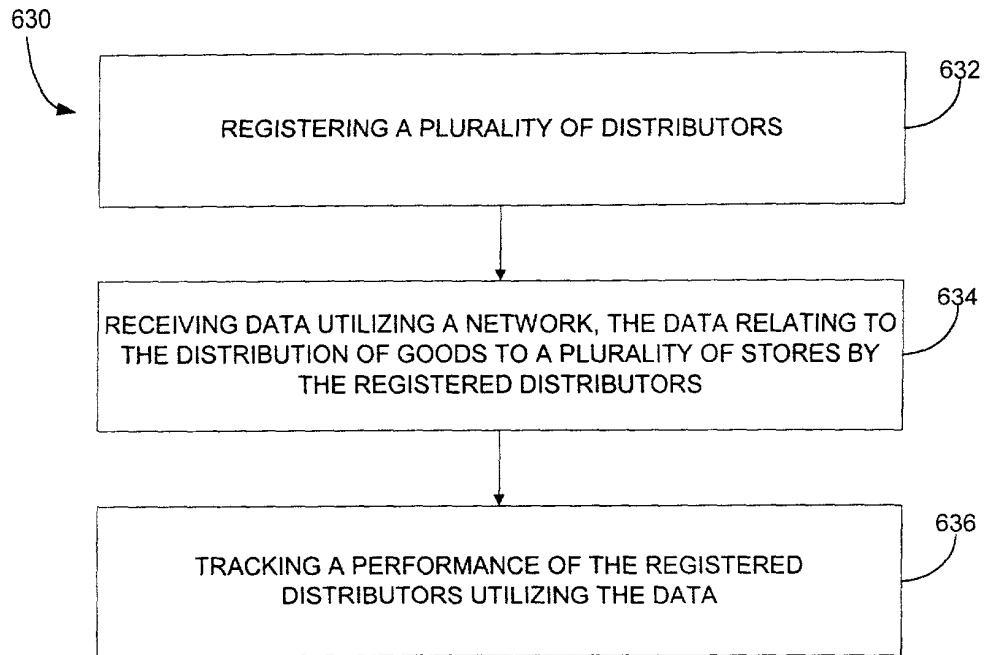 630
632
REGISTERING A PLURALITY OF DISTRIBUTORS
634
RECEIVING DATA UTILIZING A NETWORK, THE DATA RELATING TO
THE DISTRIBUTION OF GOODS TO A PLURALITY OF STORES BY
THE REGISTERED DISTRIBUTORS
636
TRACKING A PERFORMANCE OF THE REGISTERED
DISTRIBUTORS UTILIZING THE DATA